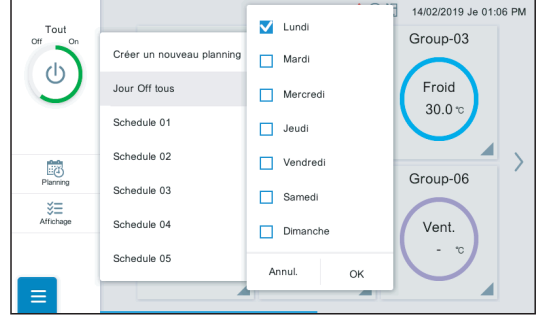 14/02/2019 Je 01:06 PM
Tout
Off On
Planning
Affichage
Créer un nouveau planning
Jour Off tous
Schedule 01
Schedule 02
Schedule 03
Schedule 04
Schedule 05
Lundi
Mardi
Mercredi
Jeudi
Vendredi
Samedi
Dimanche
Annul. OK
Group-03
Froid
30.0 °C
Group-06
Vent.
- °C